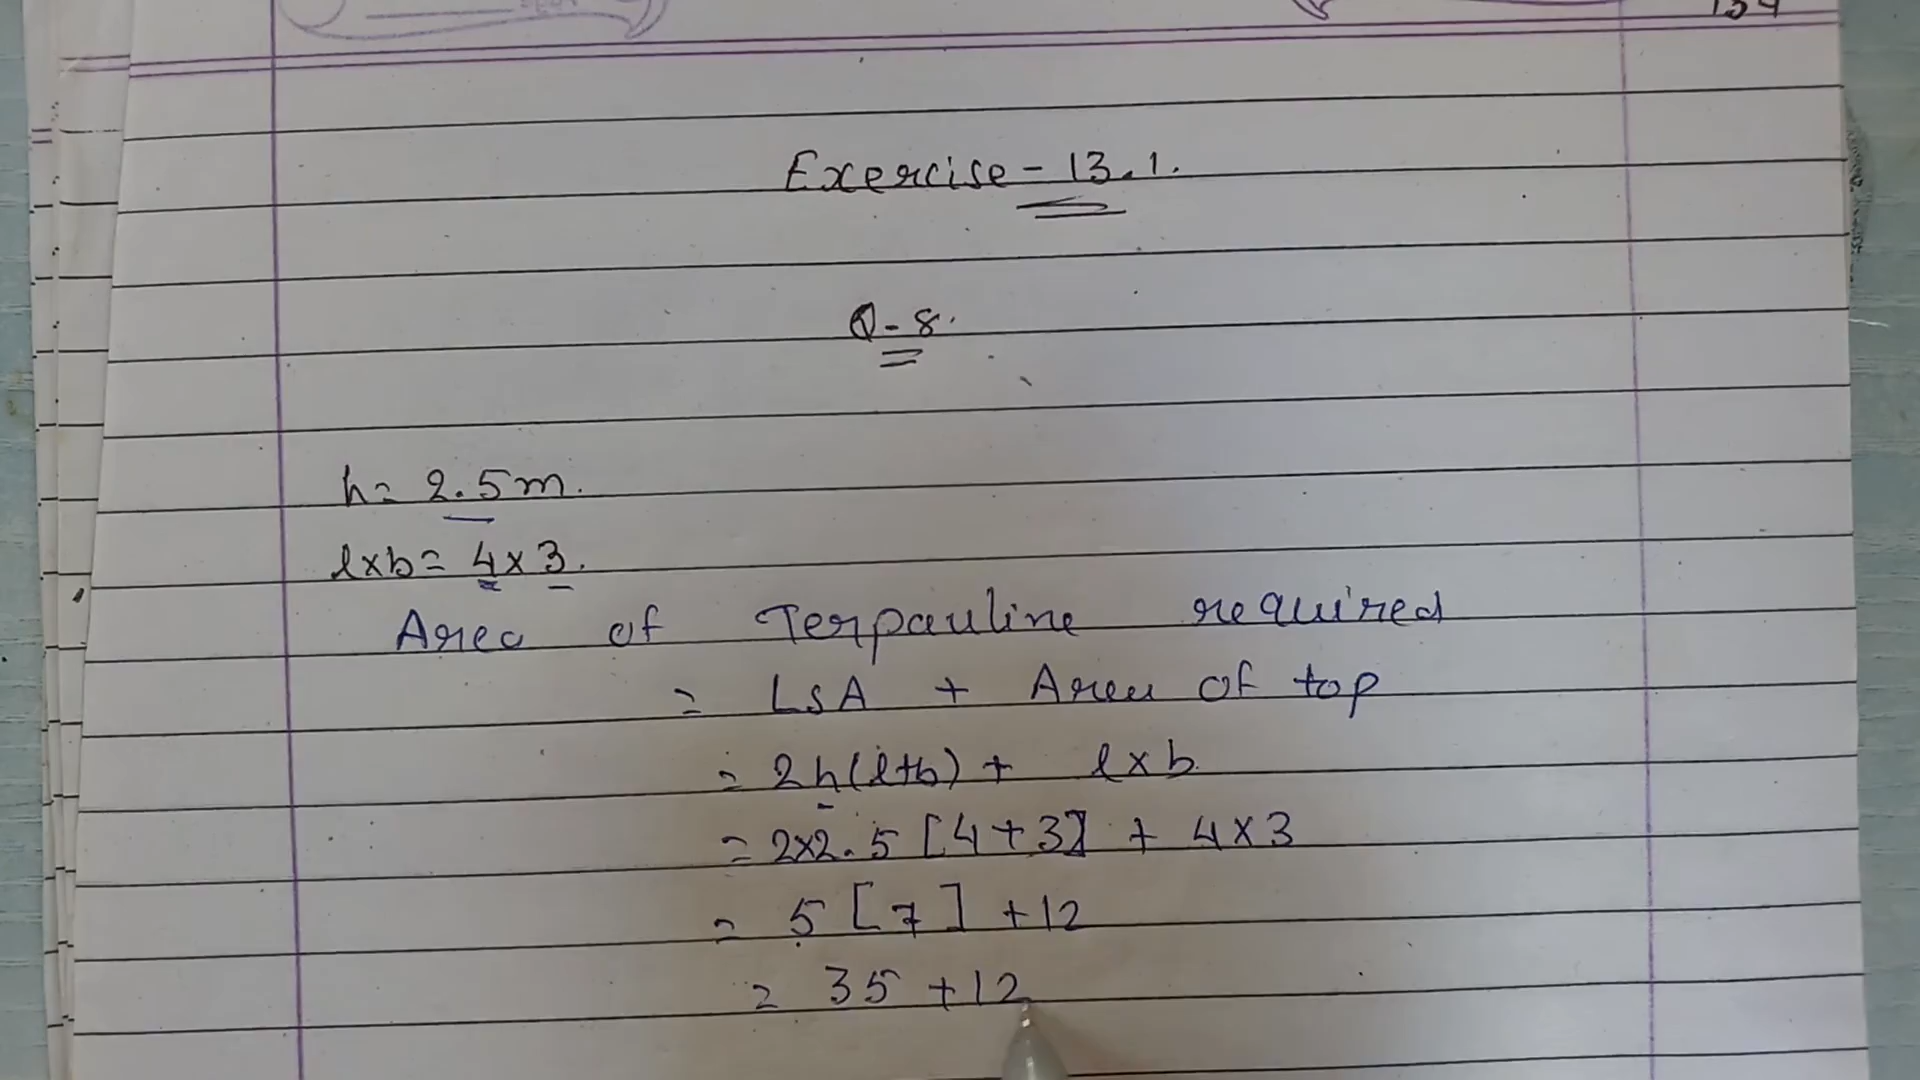 Exercise - 13.1.
Q-8.
h= 2.5m.
l×b= 4×3.
Area of Terpauline required
= LSA + Area of top
= 2h(l+b) + l×b.
= 2×2.5 [4+3] + 4×3
= 5 [7] +12
= 35 +12